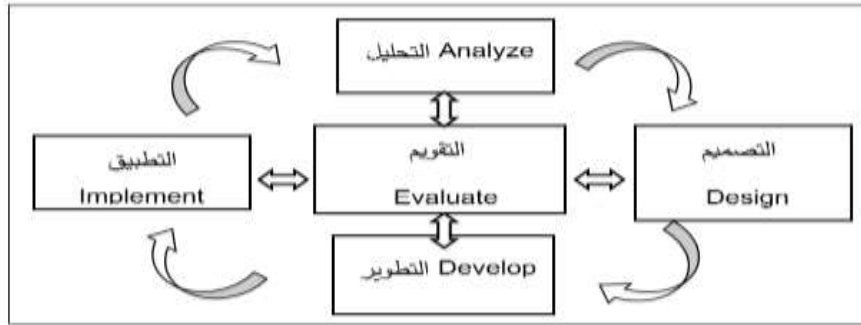 التحليل Analyze
التطبيق
Implement
التقويم
Evaluate
التصميم
Design
التطوير Develop